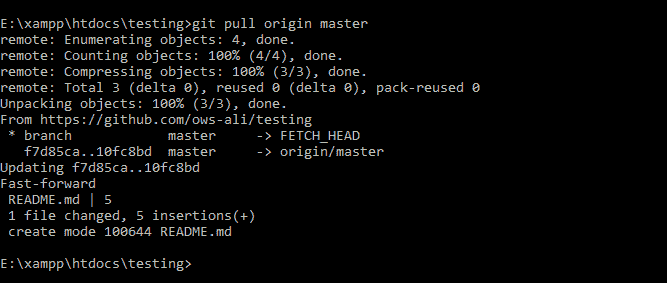 E:\xampp\htdocs\testing>git pull origin master
remote: Enumerating objects: 4, done.
remote: Counting objects: 100% (4/4), done.
remote: Compressing objects: 100% (3/3), done.
remote: Total 3 (delta 0), reused 0 (delta 0), pack-reused 0
Unpacking objects: 100% (3/3), done.
From https://github.com/ows-ali/testing
 * branch            master     -> FETCH_HEAD
   f7d85ca..10fc8bd  master     -> origin/master
Updating f7d85ca..10fc8bd
Fast-forward
 README.md | 5
 1 file changed, 5 insertions(+)
 create mode 100644 README.md
E:\xampp\htdocs\testing>